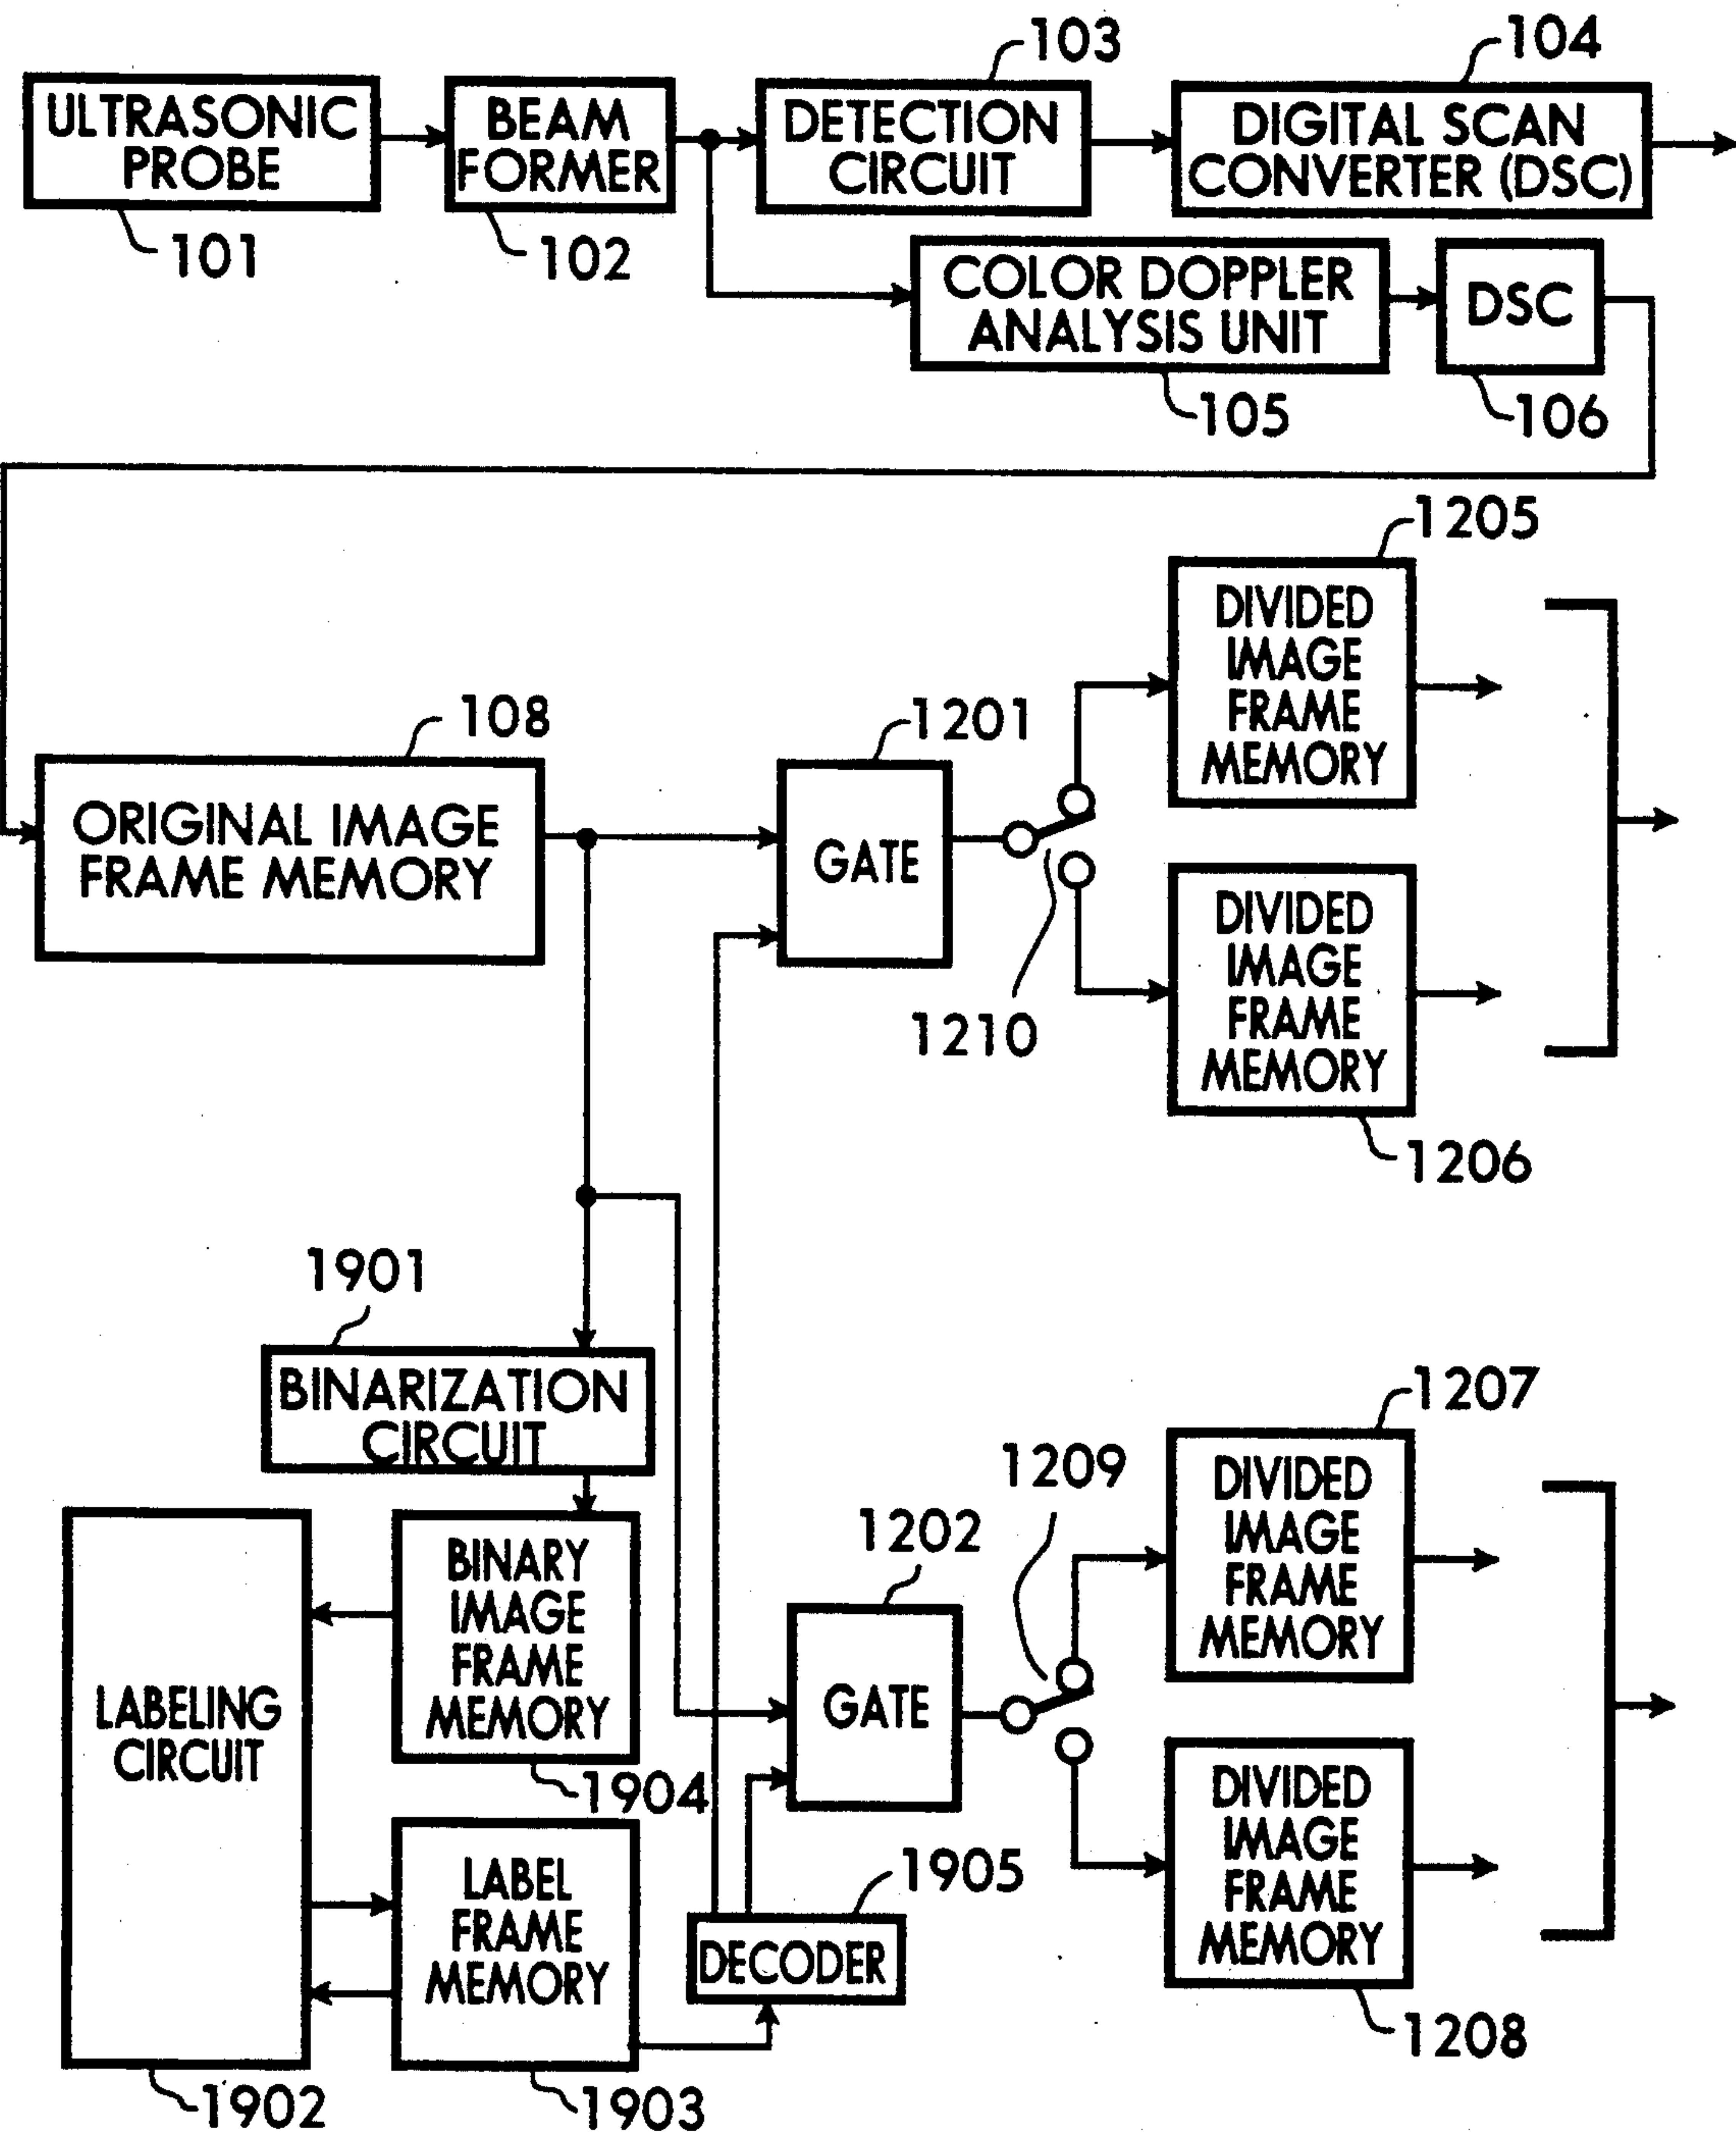 103
104
ULTRASONIC
PROBE
BEAM
FORMER
DETECTION
CIRCUIT
DIGITAL SCAN
CONVERTER (DSC)
101
102
COLOR DOPPLER
ANALYSIS UNIT
DSC
105
106
1205
DIVIDED
IMAGE
FRAME
MEMORY
108
1201
ORIGINAL IMAGE
FRAME MEMORY
GATE
1210
DIVIDED
IMAGE
FRAME
MEMORY
1206
1901
BINARIZATION
CIRCUIT
1207
1209
DIVIDED
IMAGE
FRAME
MEMORY
1202
BINARY
IMAGE
FRAME
MEMORY
GATE
LABELING
CIRCUIT
1904
DIVIDED
IMAGE
FRAME
MEMORY
1905
LABEL
FRAME
MEMORY
DECODER
1208
1902
1903